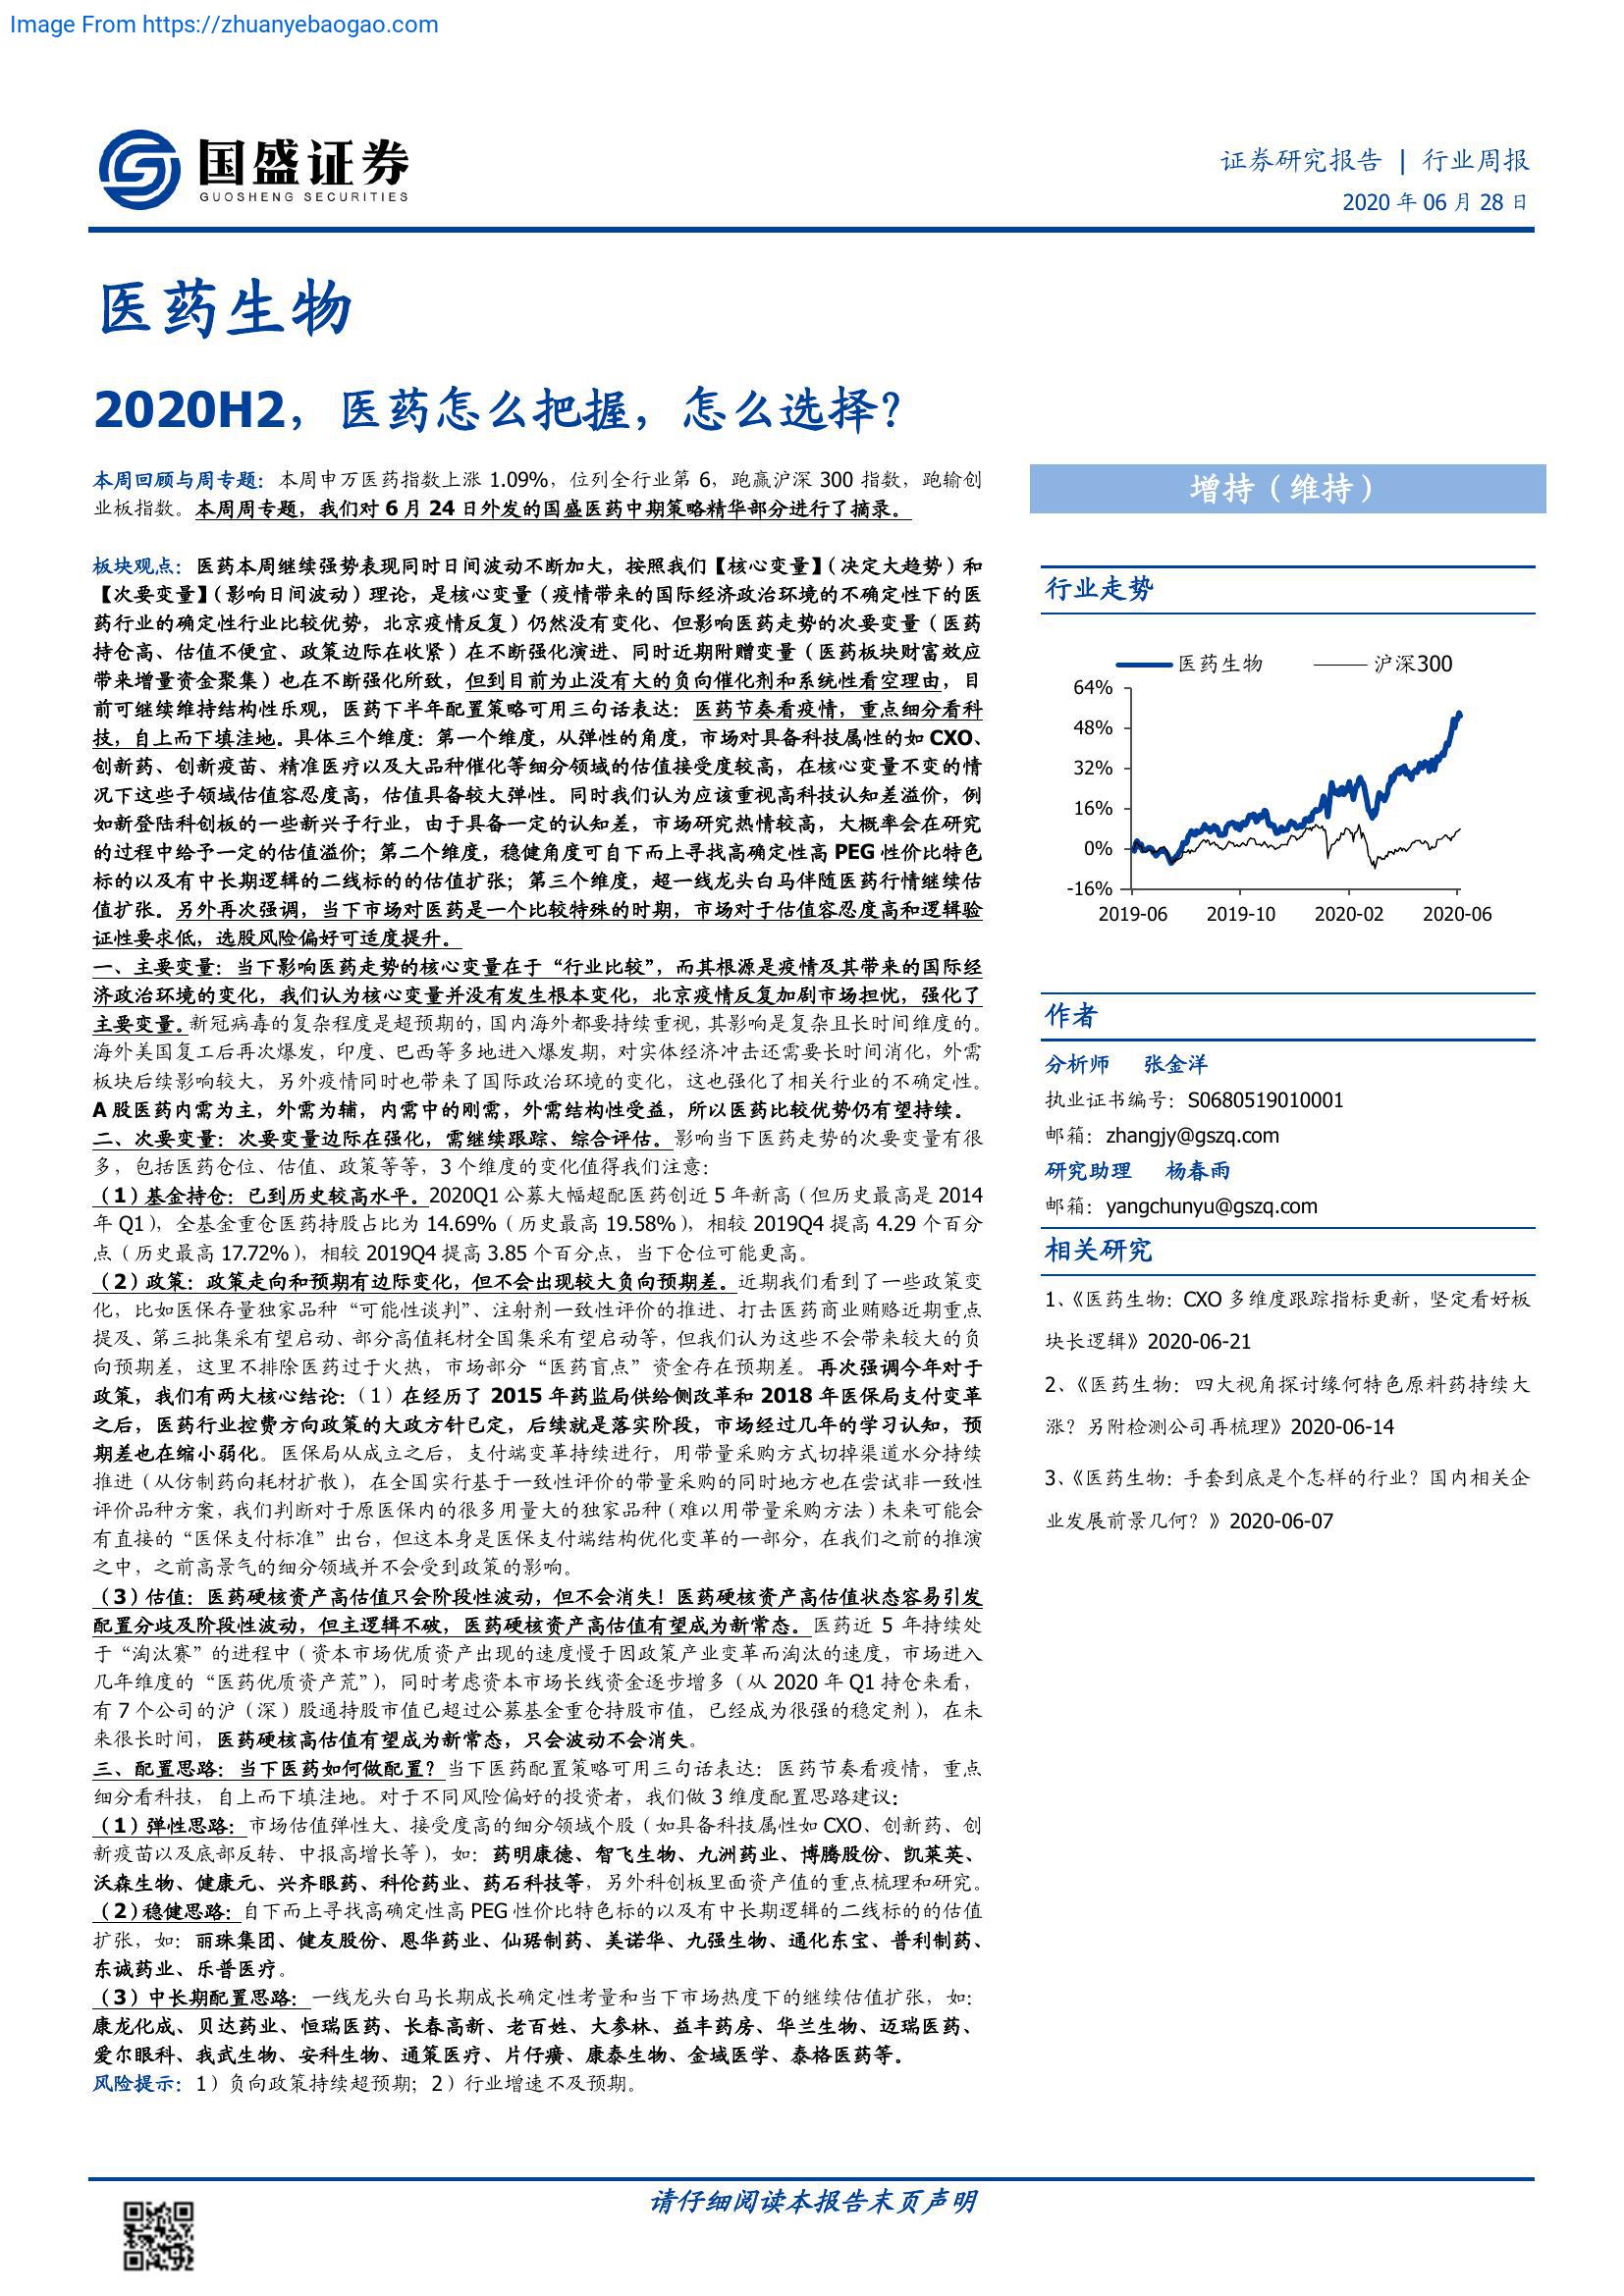 Image From https://zhuanyebaogao.com
国盛证券
GUOSHENG SECURITIES
证券研究报告 | 行业周报
2020 年 06 月 28 日
医药生物
2020H2，医药怎么把握，怎么选择？
本周回顾与周专题：本周申万医药指数上涨 1.09%，位列全行业第 6，跑赢沪深 300 指数，跑输创
业板指数。本周周专题，我们对 6 月 24 日外发的国盛医药中期策略精华部分进行了摘录。
板块观点：医药本周继续强势表现同时日间波动不断加大，按照我们【核心变量】（决定大趋势）和
【次要变量】（影响日间波动）理论，是核心变量（疫情带来的国际经济政治环境的不确定性下的医
药行业的确定性行业比较优势，北京疫情反复）仍然没有变化、但影响医药走势的次要变量（医药
持仓高、估值不便宜、政策边际在收紧）在不断强化演进、同时近期附赠变量（医药板块财富效应
带来增量资金聚集）也在不断强化所致，但到目前为止没有大的负向催化剂和系统性看空理由，目
前可继续维持结构性乐观，医药下半年配置策略可用三句话表达：医药节奏看疫情，重点细分看科
技，自上而下填洼地。具体三个维度：第一个维度，从弹性的角度，市场对具备科技属性的如 CXO、
创新药、创新疫苗、精准医疗以及大品种催化等细分领域的估值接受度较高，在核心变量不变的情
况下这些子领域估值容忍度高，估值具备较大弹性。同时我们认为应该重视高科技认知差溢价，例
如新登陆科创板的一些新兴子行业，由于具备一定的认知差，市场研究热情较高，大概率会在研究
的过程中给予一定的估值溢价；第二个维度，稳健角度可自下而上寻找高确定性高 PEG 性价比特色
标的以及有中长期逻辑的二线标的的估值扩张；第三个维度，超一线龙头白马伴随医药行情继续估
值扩张。另外再次强调，当下市场对医药是一个比较特殊的时期，市场对于估值容忍度高和逻辑验
证性要求低，选股风险偏好可适度提升。
一、主要变量：当下影响医药走势的核心变量在于“行业比较”，而其根源是疫情及其带来的国际经
济政治环境的变化，我们认为核心变量并没有发生根本变化，北京疫情反复加剧市场担忧，强化了
主要变量。新冠病毒的复杂程度是超预期的，国内海外都要持续重视，其影响是复杂且长时间维度的。
海外美国复工后再次爆发，印度、巴西等多地进入爆发期，对实体经济冲击还需要长时间消化，外需
板块后续影响较大，另外疫情同时也带来了国际政治环境的变化，这也强化了相关行业的不确定性。
A 股医药内需为主，外需为辅，内需中的刚需，外需结构性受益，所以医药比较优势仍有望持续。
二、次要变量：次要变量边际在强化，需继续跟踪、综合评估。影响当下医药走势的次要变量有很
多，包括医药仓位、估值、政策等等，3 个维度的变化值得我们注意：
（1）基金持仓：已到历史较高水平。2020Q1 公募大幅超配医药创近 5 年新高（但历史最高是 2014
年 Q1），全基金重仓医药持股占比为 14.69%（历史最高 19.58%），相较 2019Q4 提高 4.29 个百分
点（历史最高 17.72%），相较 2019Q4 提高 3.85 个百分点，当下仓位可能更高。
（2）政策：政策走向和预期有边际变化，但不会出现较大负向预期差。近期我们看到了一些政策变
化，比如医保存量独家品种“可能性谈判”、注射剂一致性评价的推进、打击医药商业贿赂近期重点
提及、第三批集采有望启动、部分高值耗材全国集采有望启动等，但我们认为这些不会带来较大的负
向预期差，这里不排除医药过于火热，市场部分“医药盲点”资金存在预期差。再次强调今年对于
政策，我们有两大核心结论：（1）在经历了 2015 年药监局供给侧改革和 2018 年医保局支付变革
之后，医药行业控费方向政策的大政方针已定，后续就是落实阶段，市场经过几年的学习认知，预
期差也在缩小弱化。医保局从成立之后，支付端变革持续进行，用带量采购方式切掉渠道水分持续
推进（从仿制药向耗材扩散），在全国实行基于一致性评价的带量采购的同时地方也在尝试非一致性
评价品种方案，我们判断对于原医保内的很多用量大的独家品种（难以用带量采购方法）未来可能会
有直接的“医保支付标准”出台，但这本身是医保支付端结构优化变革的一部分，在我们之前的推演
之中，之前高景气的细分领域并不会受到政策的影响。
（3）估值：医药硬核资产高估值只会阶段性波动，但不会消失！医药硬核资产高估值状态容易引发
配置分歧及阶段性波动，但主逻辑不破，医药硬核资产高估值有望成为新常态。医药近 5 年持续处
于“淘汰赛”的进程中（资本市场优质资产出现的速度慢于因政策产业变革而淘汰的速度，市场进入
几年维度的“医药优质资产荒”），同时考虑资本市场长线资金逐步增多（从 2020 年 Q1 持仓来看，
有 7 个公司的沪（深）股通持股市值已超过公募基金重仓持股市值，已经成为很强的稳定剂），在未
来很长时间，医药硬核高估值有望成为新常态，只会波动不会消失。
三、配置思路：当下医药如何做配置？当下医药配置策略可用三句话表达：医药节奏看疫情，重点
细分看科技，自上而下填洼地。对于不同风险偏好的投资者，我们做 3 维度配置思路建议：
（1）弹性思路：市场估值弹性大、接受度高的细分领域个股（如具备科技属性如 CXO、创新药、创
新疫苗以及底部反转、中报高增长等），如：药明康德、智飞生物、九洲药业、博腾股份、凯莱英、
沃森生物、健康元、兴齐眼药、科伦药业、药石科技等，另外科创板里面资产值的重点梳理和研究。
（2）稳健思路：自下而上寻找高确定性高 PEG 性价比特色标的以及有中长期逻辑的二线标的的估值
扩张，如：丽珠集团、健友股份、恩华药业、仙琚制药、美诺华、九强生物、通化东宝、普利制药、
东诚药业、乐普医疗。
（3）中长期配置思路：一线龙头白马长期成长确定性考量和当下市场热度下的继续估值扩张，如：
康龙化成、贝达药业、恒瑞医药、长春高新、老百姓、大参林、益丰药房、华兰生物、迈瑞医药、
爱尔眼科、我武生物、安科生物、通策医疗、片仔癀、康泰生物、金域医学、泰格医药等。
风险提示：1）负向政策持续超预期；2）行业增速不及预期。
增持（维持）
行业走势
医药生物 沪深300
64%
48%
32%
16%
0%
-16%
2019-06 2019-10 2020-02 2020-06
作者
分析师 张金洋
执业证书编号：S0680519010001
邮箱：zhangjy@gszq.com
研究助理 杨春雨
邮箱：yangchunyu@gszq.com
相关研究
1、《医药生物：CXO 多维度跟踪指标更新，坚定看好板
块长逻辑》2020-06-21
2、《医药生物：四大视角探讨缘何特色原料药持续大
涨？另附检测公司再梳理》2020-06-14
3、《医药生物：手套到底是个怎样的行业？国内相关企
业发展前景几何？》2020-06-07
请仔细阅读本报告末页声明